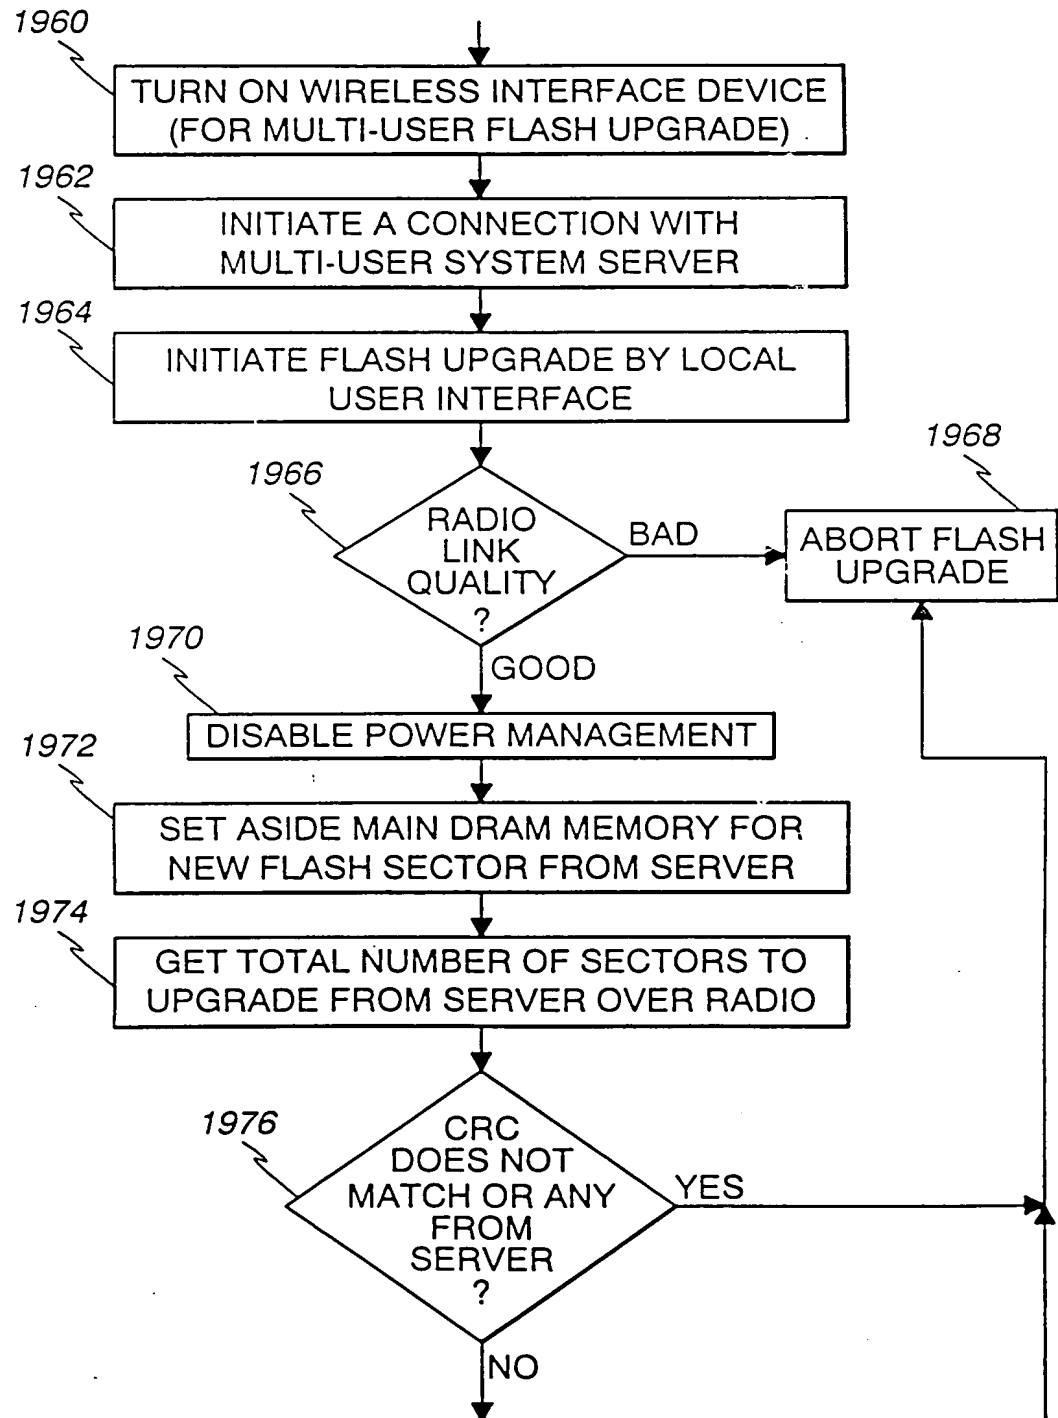 1960
TURN ON WIRELESS INTERFACE DEVICE
(FOR MULTI-USER FLASH UPGRADE)
1962
INITIATE A CONNECTION WITH
MULTI-USER SYSTEM SERVER
1964
INITIATE FLASH UPGRADE BY LOCAL
USER INTERFACE
1966
RADIO
LINK
QUALITY
?
BAD
1968
ABORT FLASH
UPGRADE
GOOD
1970
DISABLE POWER MANAGEMENT
1972
SET ASIDE MAIN DRAM MEMORY FOR
NEW FLASH SECTOR FROM SERVER
1974
GET TOTAL NUMBER OF SECTORS TO
UPGRADE FROM SERVER OVER RADIO
1976
CRC
DOES NOT
MATCH OR ANY
FROM
SERVER
?
YES
NO